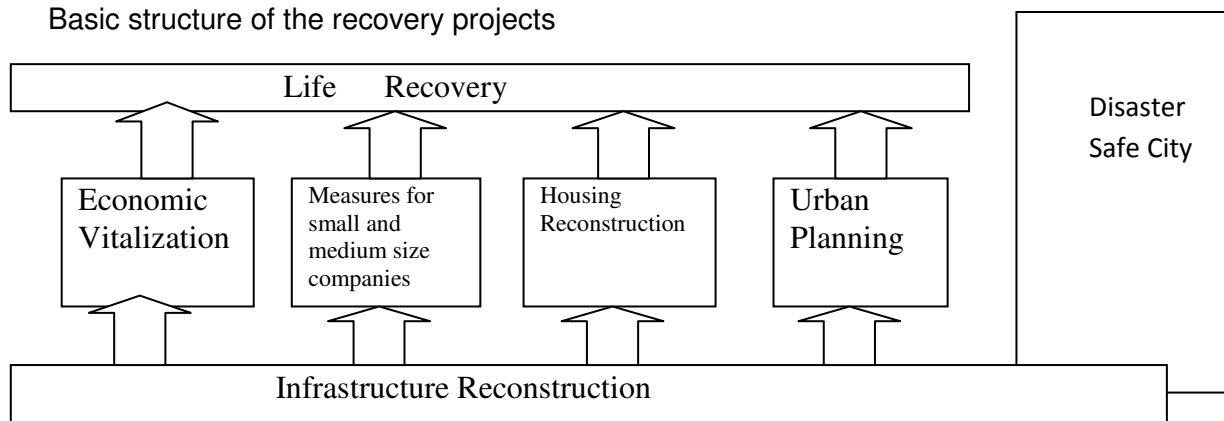 Basic structure of the recovery projects
Life Recovery
Disaster
Safe City
Economic
Vitalization
Measures for
small and
medium size
companies
Housing
Reconstruction
Urban
Planning
Infrastructure Reconstruction